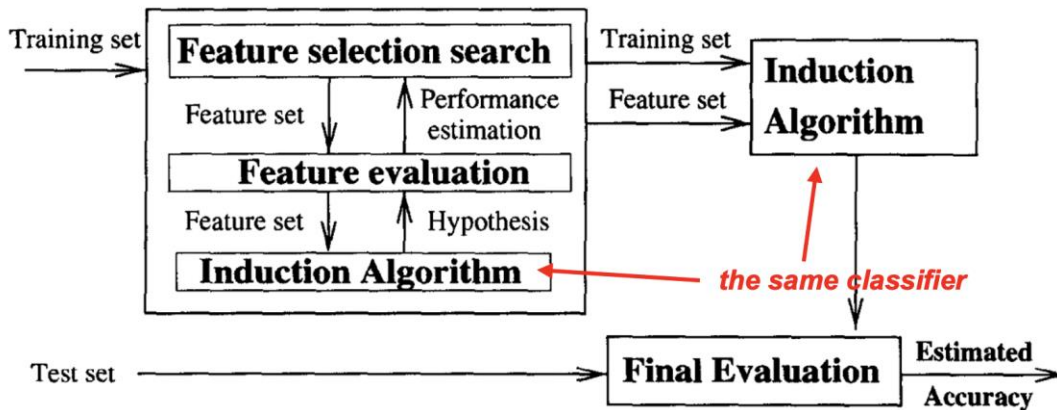 Training set
Feature selection search
Feature set
Performance
estimation
Feature evaluation
Feature set
Hypothesis
Induction Algorithm
Training set
Feature set
Induction
Algorithm
the same classifier
Test set
Final Evaluation
Estimated
Accuracy